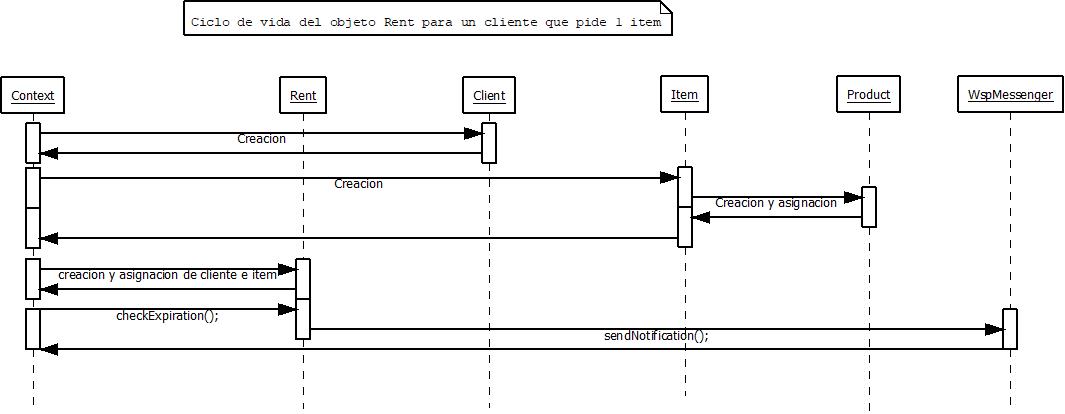 Ciclo de vida del objeto Rent para un cliente que pide 1 item
Context
Rent
Client
Item
Product
WspMessenger
Creacion
Creacion
Creacion y asignacion
creacion y asignacion de cliente e item
checkExpiration();
sendNotification();